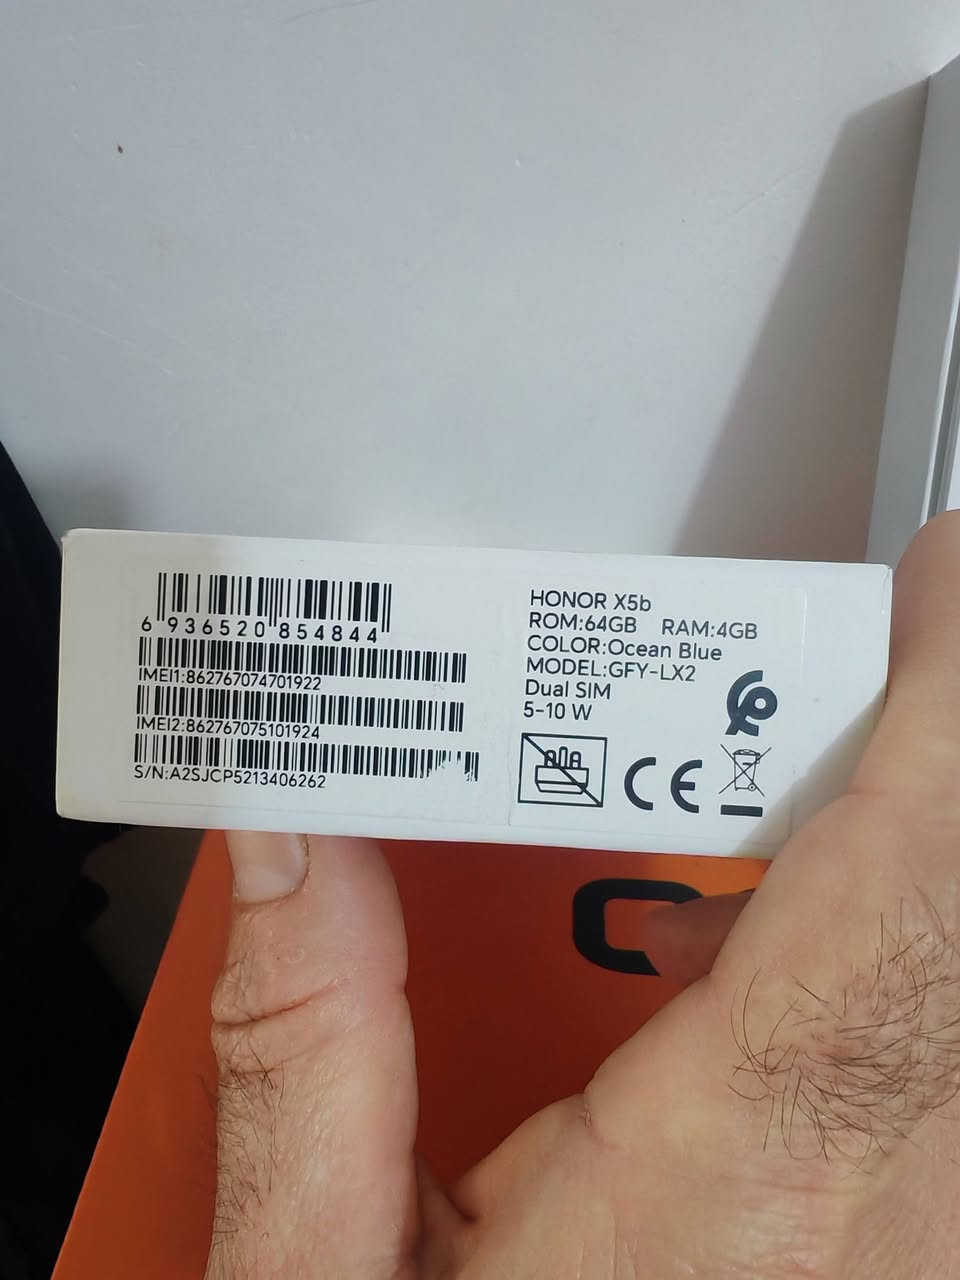 6 936520 854844
IMEI1:862767074701922
IMEI2:862767075101924
S/N:A2SJCP5213406262
HONOR X5b
ROM:64GB RAM:4GB
COLOR:Ocean Blue
MODEL:GFY-LX2
Dual SIM
5-10 W
CE